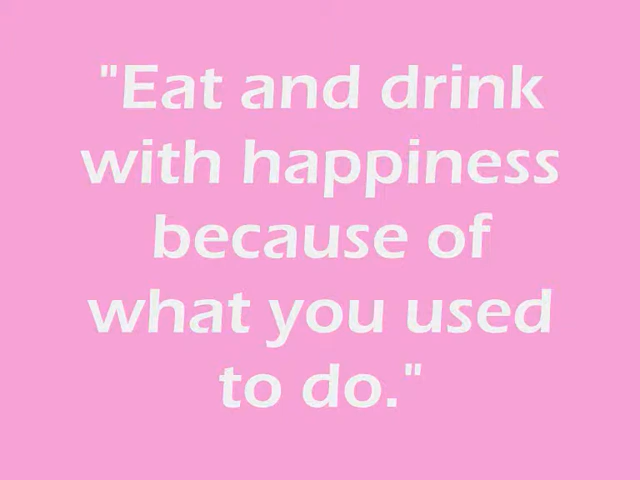 "Eat and drink
with happiness
because of
what you used
to do."